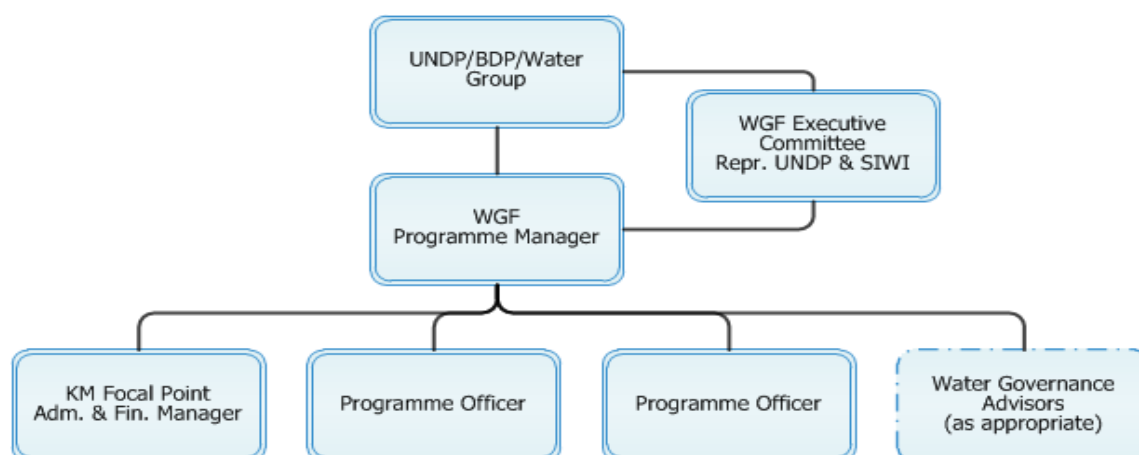 UNDP/BDP/Water
Group
WGF Executive
Committee
Repr. UNDP & SIWI
WGF
Programme Manager
KM Focal Point
Adm. & Fin. Manager
Programme Officer
Programme Officer
Water Governance
Advisors
(as appropriate)